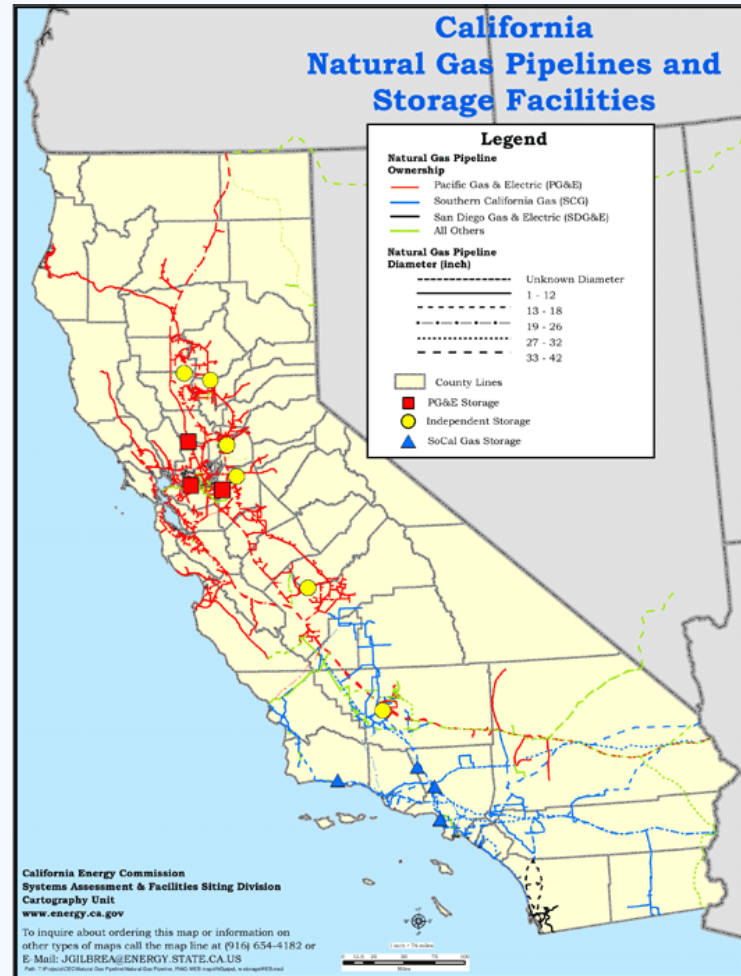 California
Natural Gas Pipelines and
Storage Facilities
Legend
Natural Gas Pipeline
Ownership
Pacific Gas & Electric (PG&E)
Southern California Gas (SCG)
San Diego Gas & Electric (SDG&E)
All Others
Natural Gas Pipeline
Diameter (inch)
Unknown Diameter
1 - 12
13 - 18
19 - 26
27 - 32
33 - 42
County Lines
PG&E Storage
Independent Storage
SoCal Gas Storage
California Energy Commission
Systems Assessment & Facilities Siting Division
Cartography Unit
www.energy.ca.gov
To inquire about ordering this map or information on
other types of maps call the map line at (916) 654-4182 or
E-Mail: JGILBREA@ENERGY.STATE.CA.US
1 inch = 74 miles
Miles